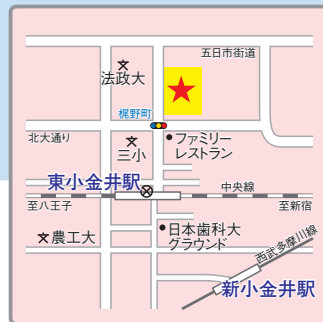 五日市街道
法政大
梶野町
北大通り
ファミリー
レストラン
三小
東小金井駅
中央線
至八王子
至新宿
農工大
日本歯科大
グラウンド
西武多摩川線
新小金井駅